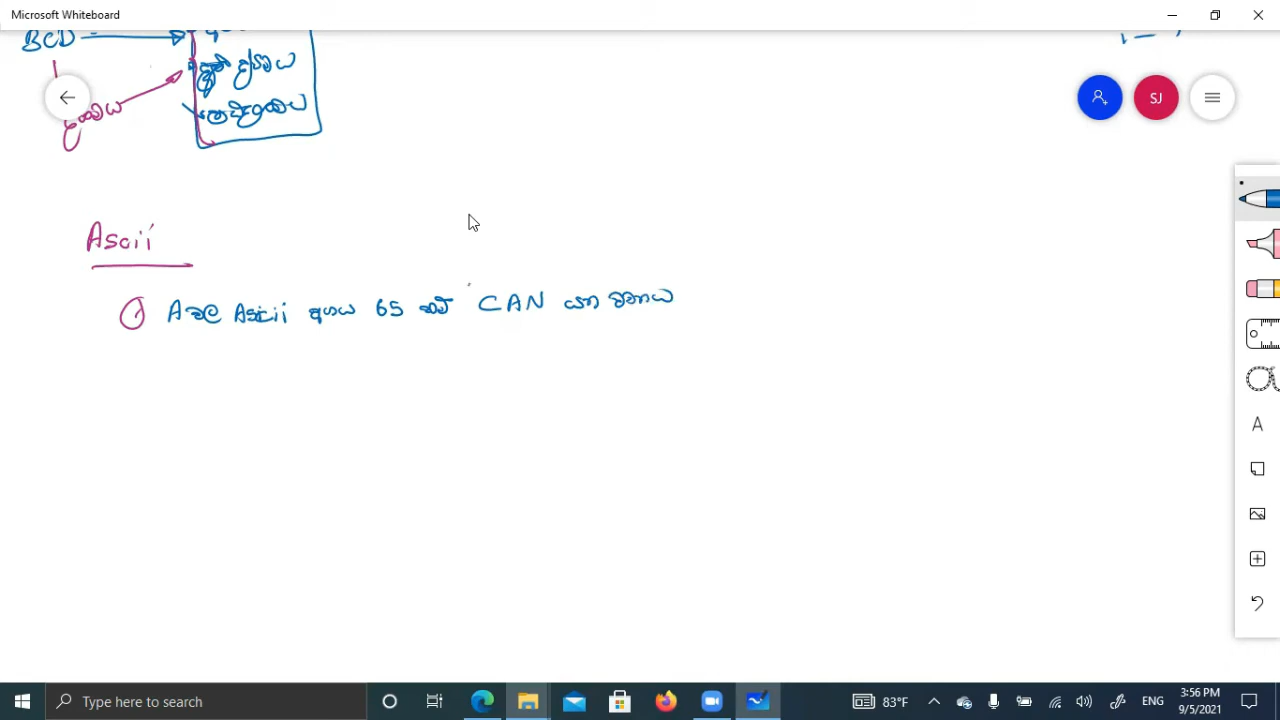 Microsoft Whiteboard
BCD
SJ
Ascii
① A වල Ascii අගය 65 නම් CAN යන වචනය
A
Type here to search
83°F
ENG
3:56 PM
9/5/2021